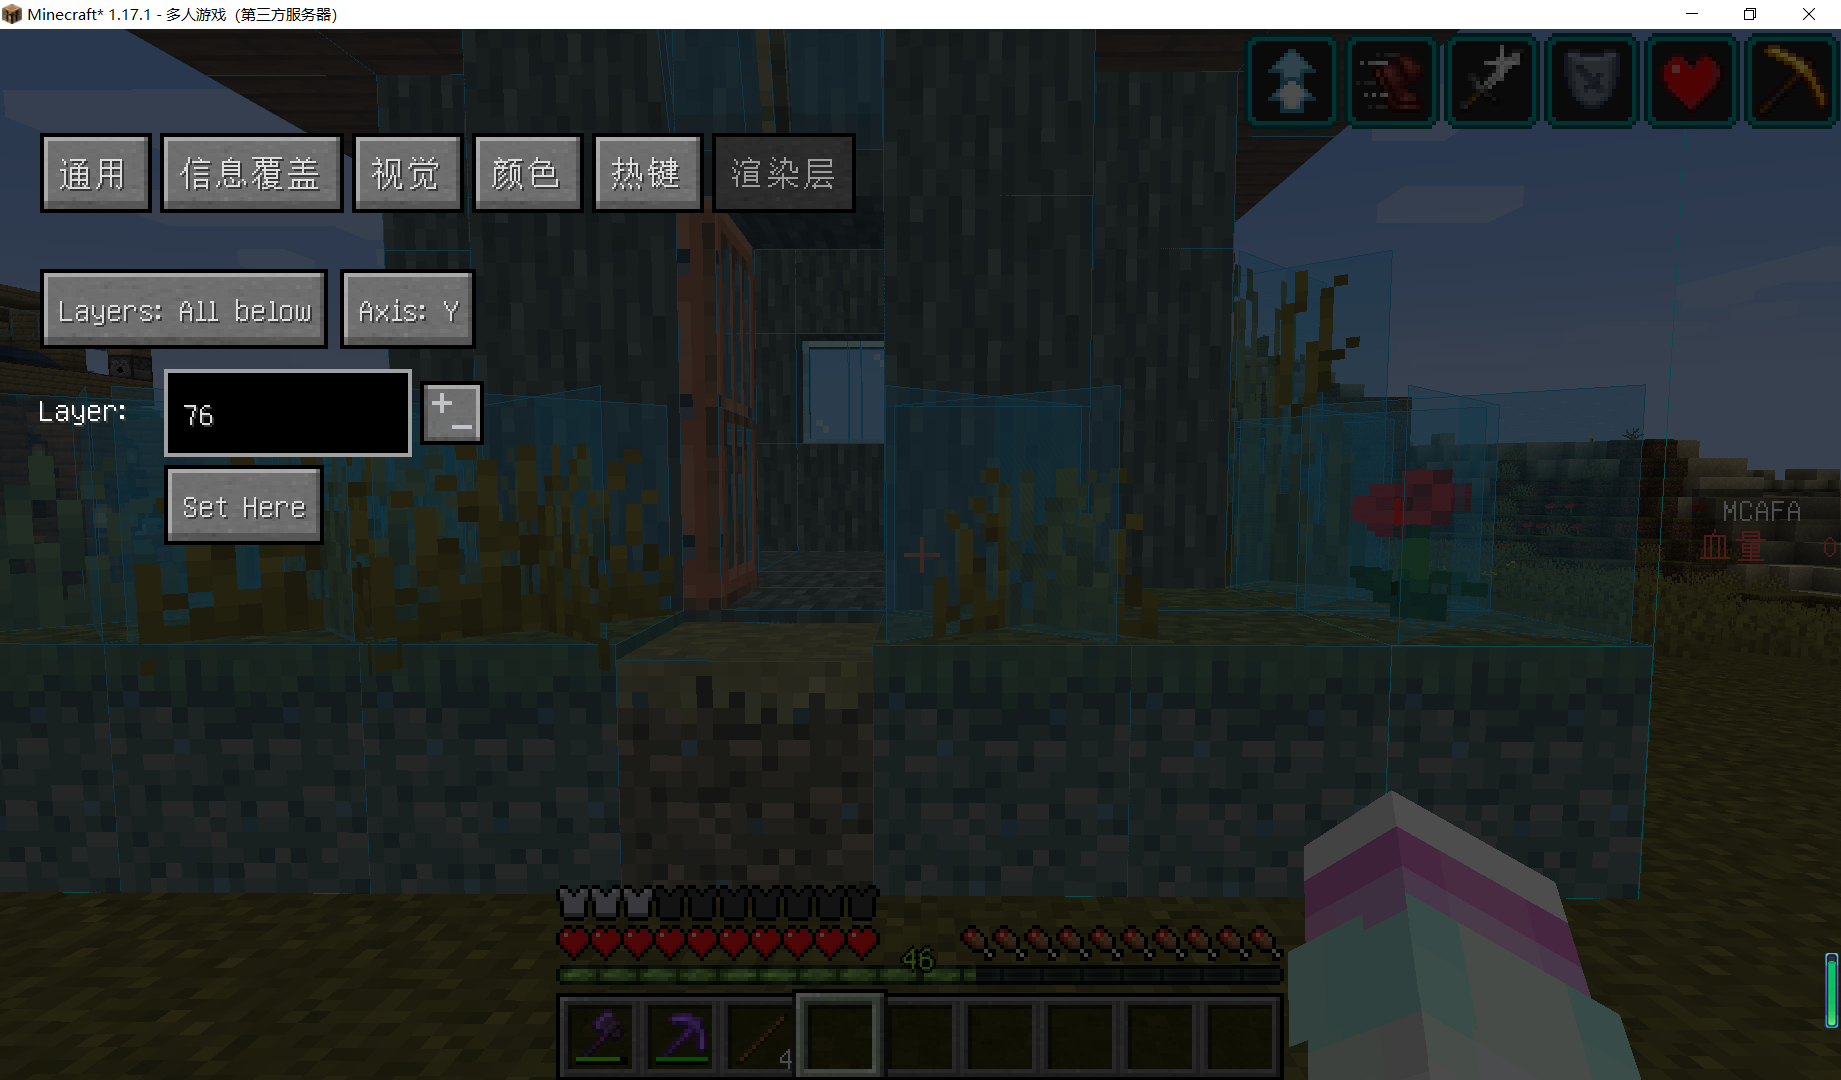 Minecraft* 1.17.1 - 多人游戏 (第三方服务器)
通用 信息覆盖 视觉 颜色 热键 渲染层
Layers: All below Axis: Y
Layer: 76
Set Here
MCAFA
血量 0
46
4